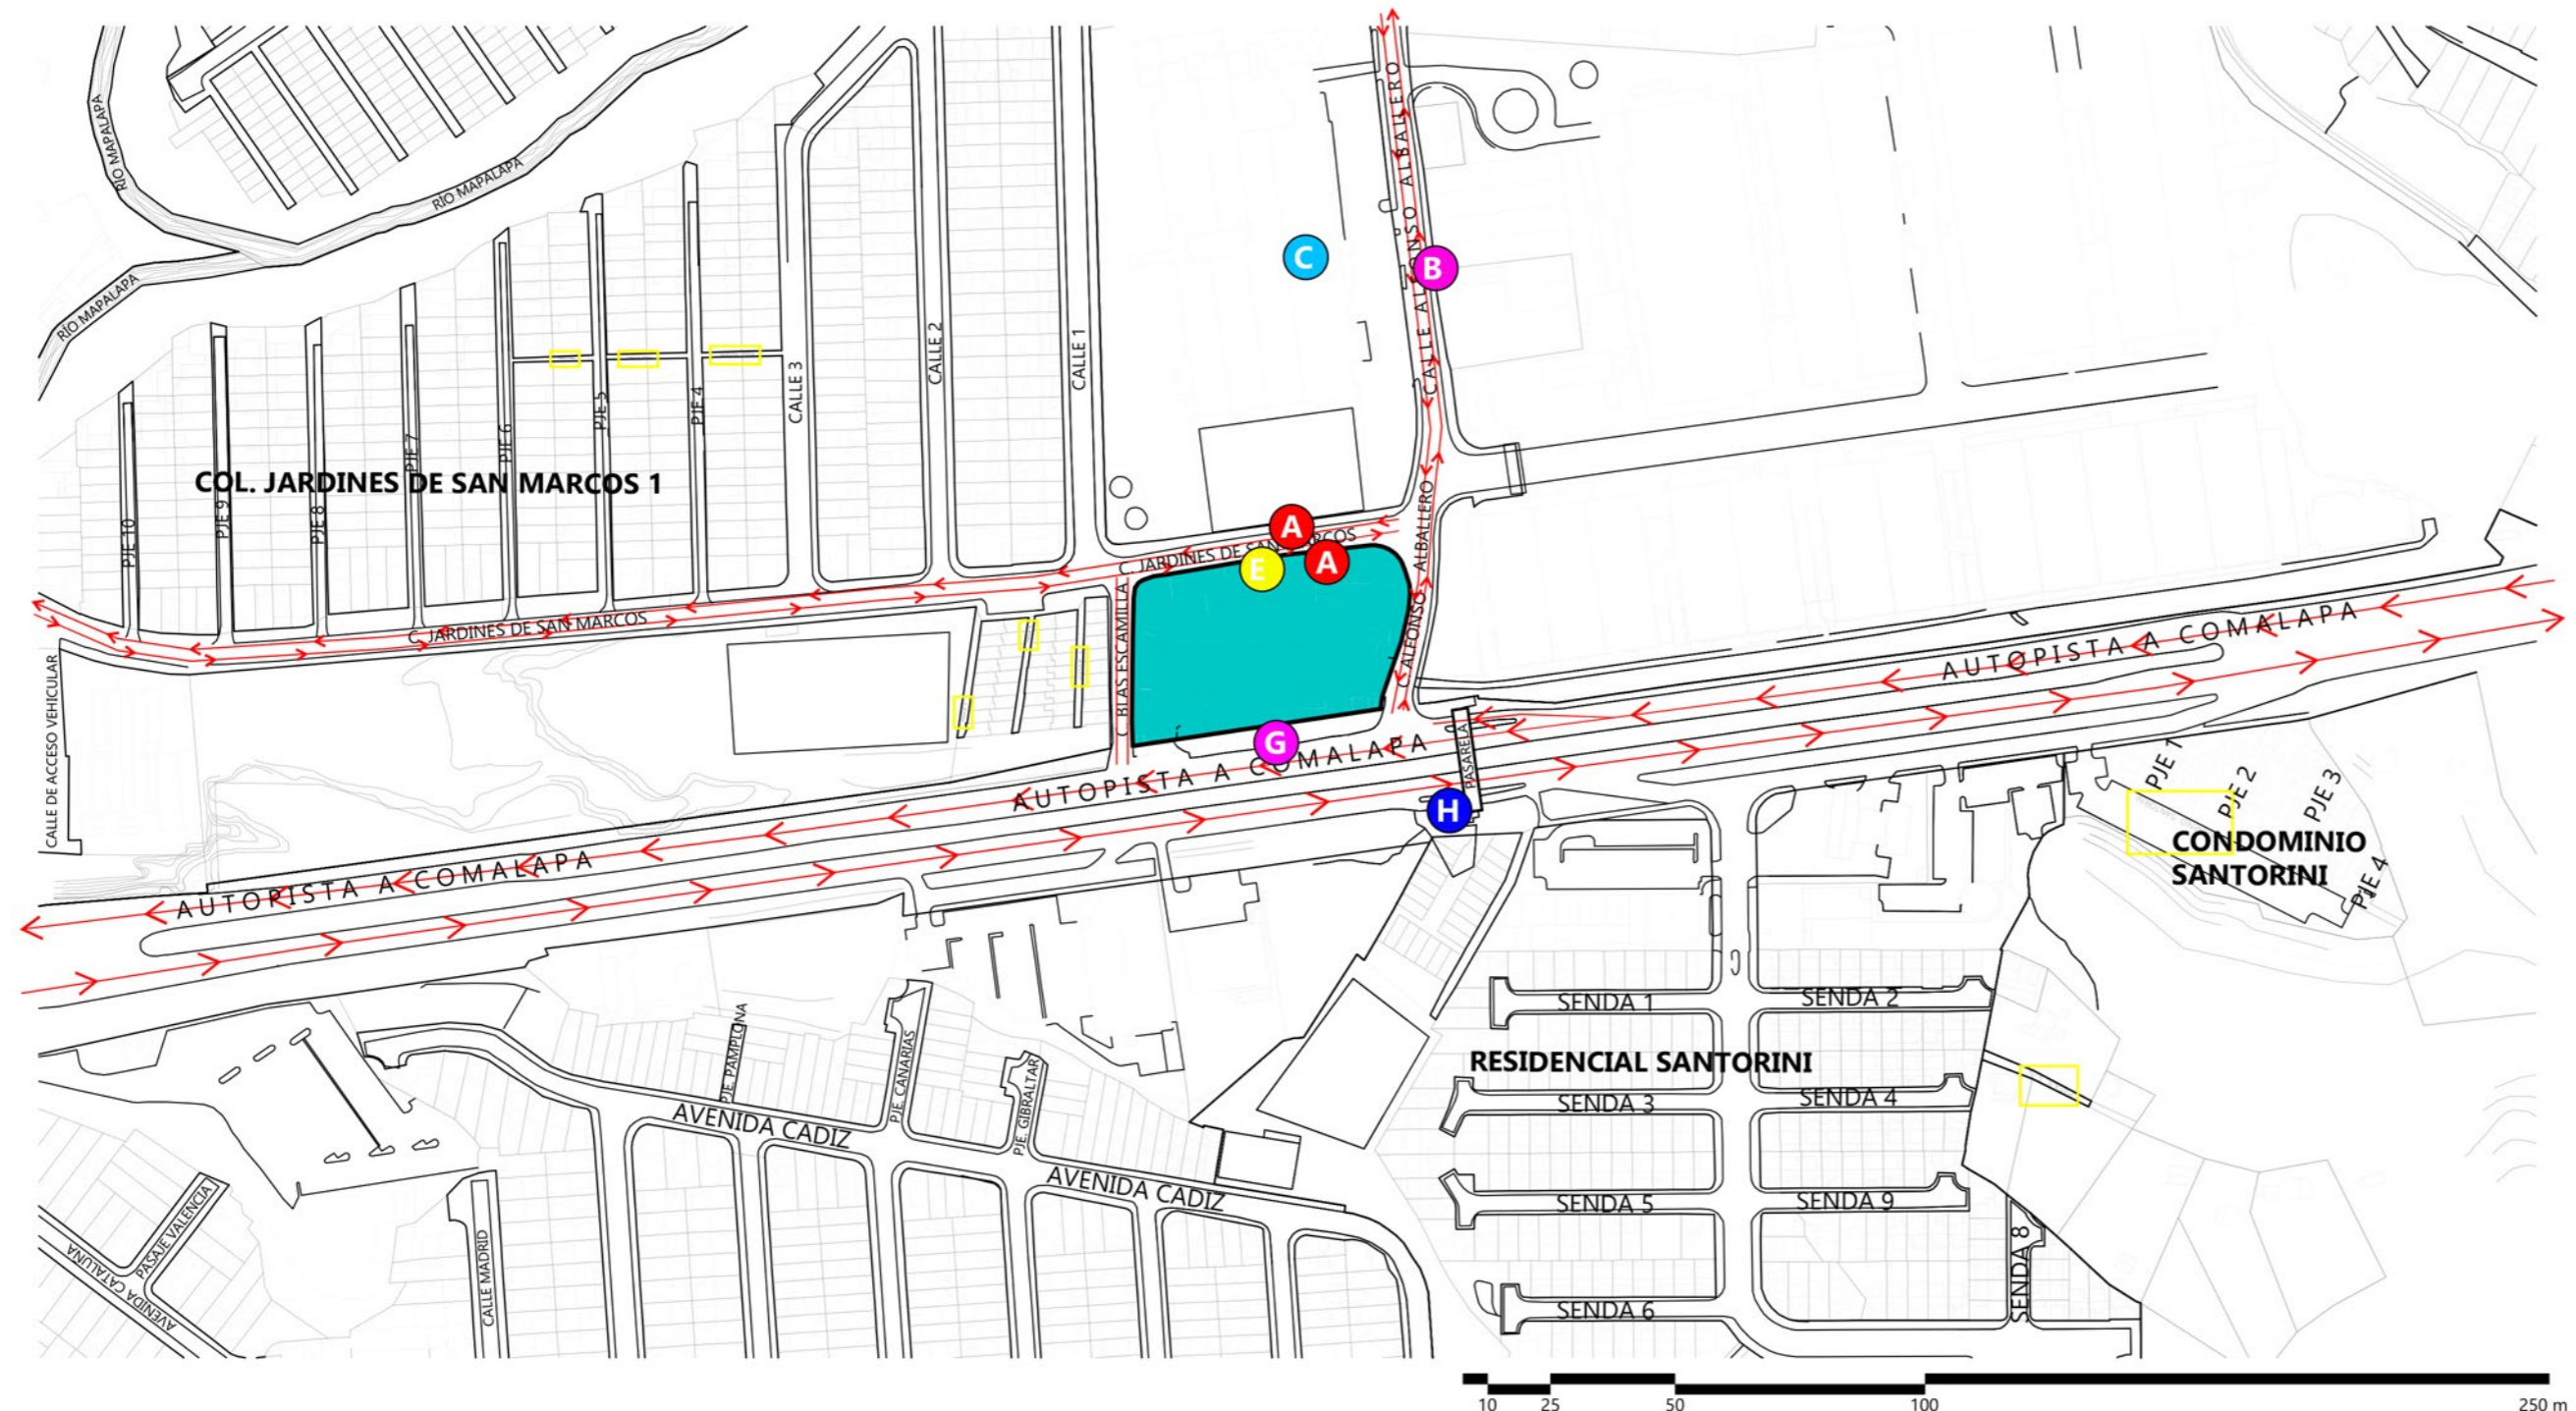 RÍO MAPALAPA
RÍO MAPALAPA
RÍO MAPALAPA
CALLE ALFONSO ALBALLERO
C
B
CALLE 1
CALLE 2
CALLE 3
PJE 4
PJE 5
PJE 6
PJE 7
PJE 8
PJE 9
PJE 10
COL. JARDINES DE SAN MARCOS 1
A
C. JARDINES DE SAN MARCOS
E
A
C. JARDINES DE SAN MARCOS
C. ALFONSO ALBALLERO
BLAS ESCAMILLA
CALLE DE ACCESO VEHICULAR
AUTOPISTA A COMALAPA
G
AUTOPISTA A COMALAPA
PASARELA
H
AUTOPISTA A COMALAPA
PJE 1
PJE 2
PJE 3
PJE 4
CONDOMINIO
SANTORINI
SENDA 1
SENDA 2
RESIDENCIAL SANTORINI
SENDA 3
SENDA 4
SENDA 5
SENDA 9
SENDA 8
SENDA 6
PJE. PAMPLONA
PJE. CANARIAS
PJE. GIBRALTAR
AVENIDA CADIZ
AVENIDA CADIZ
PASAJE VALENCIA
AVENIDA CATALUNA
CALLE MADRID
10 25 50 100 250 m